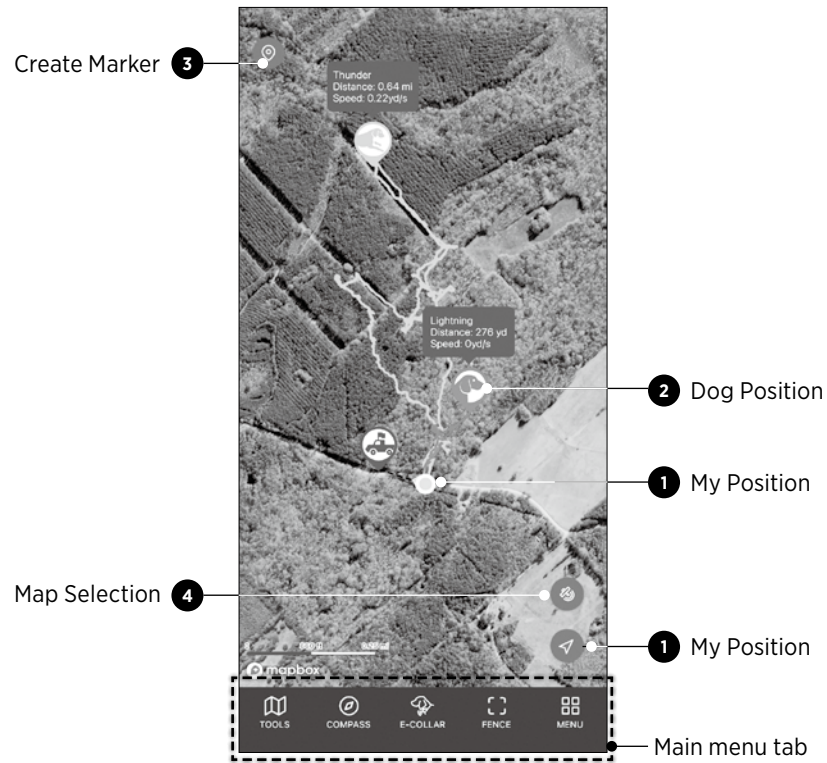 Create Marker 3
Thunder
Distance: 0.64 mi
Speed: 0.22yd/s
Lightning
Distance: 276 yd
Speed: 0yd/s
2 Dog Position
1 My Position
Map Selection 4
1 My Position
mapbox
TOOLS COMPASS E-COLLAR FENCE MENU
Main menu tab